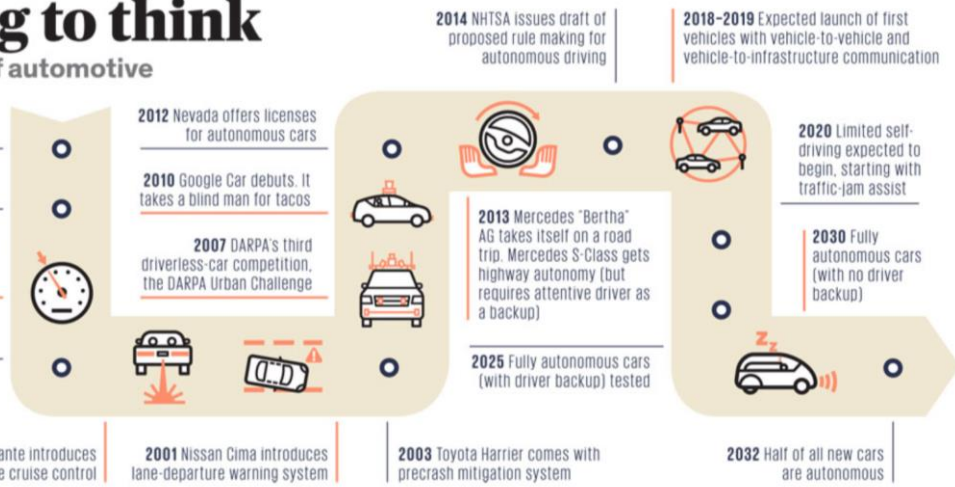 g to think
f automotive
2014 NHTSA issues draft of
proposed rule making for
autonomous driving
2018-2019 Expected launch of first
vehicles with vehicle-to-vehicle and
vehicle-to-infrastructure communication
2012 Nevada offers licenses
for autonomous cars
2010 Google Car debuts. It
takes a blind man for tacos
2007 DARPA's third
driverless-car competition,
the DARPA Urban Challenge
2013 Mercedes "Bertha"
AG takes itself on a road
trip. Mercedes S-Class gets
highway autonomy (but
requires attentive driver as
a backup)
2020 Limited self-
driving expected to
begin, starting with
traffic-jam assist
2030 Fully
autonomous cars
(with no driver
backup)
2025 Fully autonomous cars
(with driver backup) tested
Zz
ante introduces
e cruise control
2001 Nissan Cima introduces
lane-departure warning system
2003 Toyota Harrier comes with
precrash mitigation system
2032 Half of all new cars
are autonomous